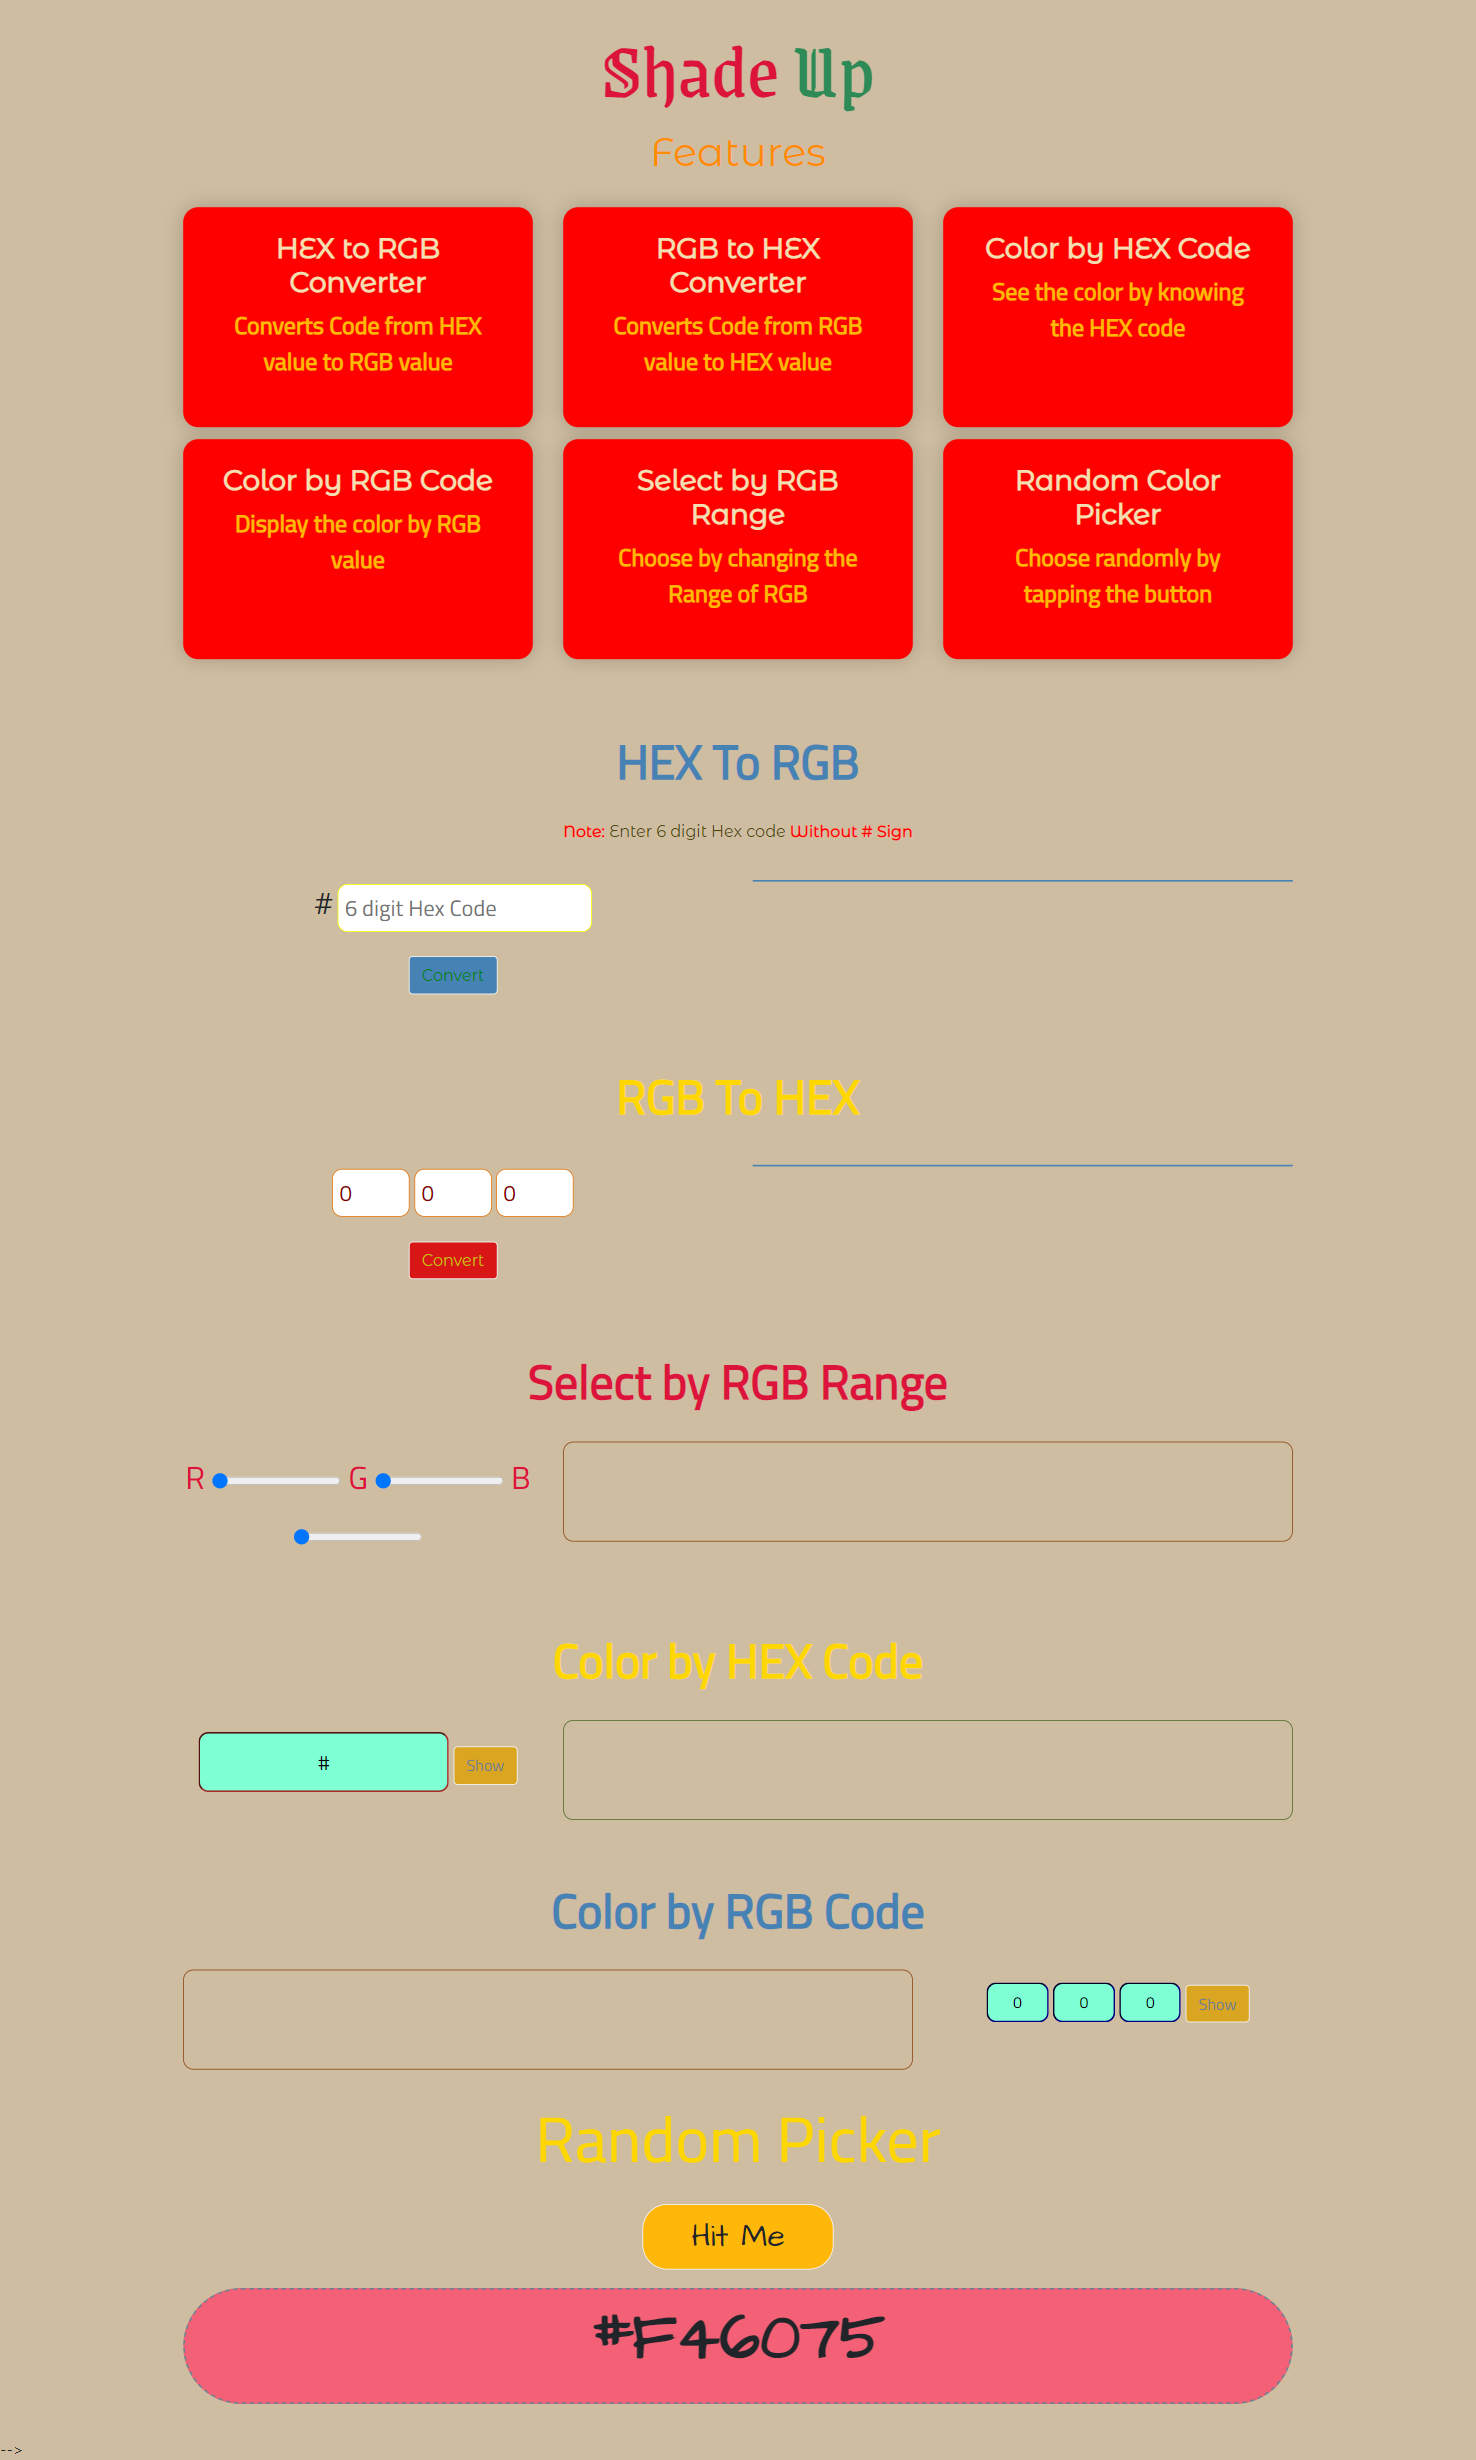 Shade Up
Features
HEX to RGB
Converter
Converts Code from HEX
value to RGB value
RGB to HEX
Converter
Converts Code from RGB
value to HEX value
Color by HEX Code
See the color by knowing
the HEX code
Color by RGB Code
Display the color by RGB
value
Select by RGB
Range
Choose by changing the
Range of RGB
Random Color
Picker
Choose randomly by
tapping the button
HEX To RGB
Note: Enter 6 digit Hex code Without # Sign
# 6 digit Hex Code
Convert
RGB To HEX
0 0 0
Convert
Select by RGB Range
R G B
Color by HEX Code
# Show
Color by RGB Code
0 0 0 Show
Random Picker
Hit Me
#F46075
-->